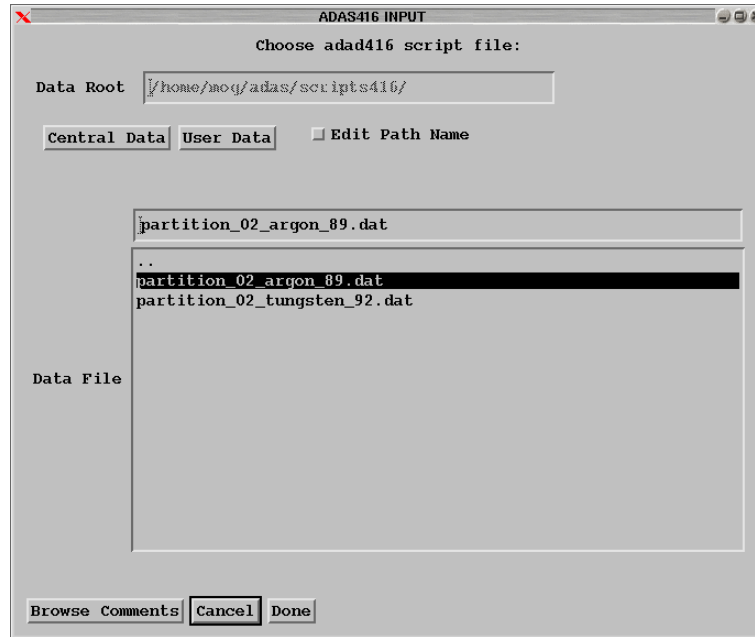 ADAS416 INPUT
Choose adad416 script file:
Data Root /home/moq/adas/scripts416/
Central Data User Data Edit Path Name
partition_02_argon_89.dat
..
partition_02_argon_89.dat
partition_02_tungsten_92.dat
Data File
Browse Comments Cancel Done